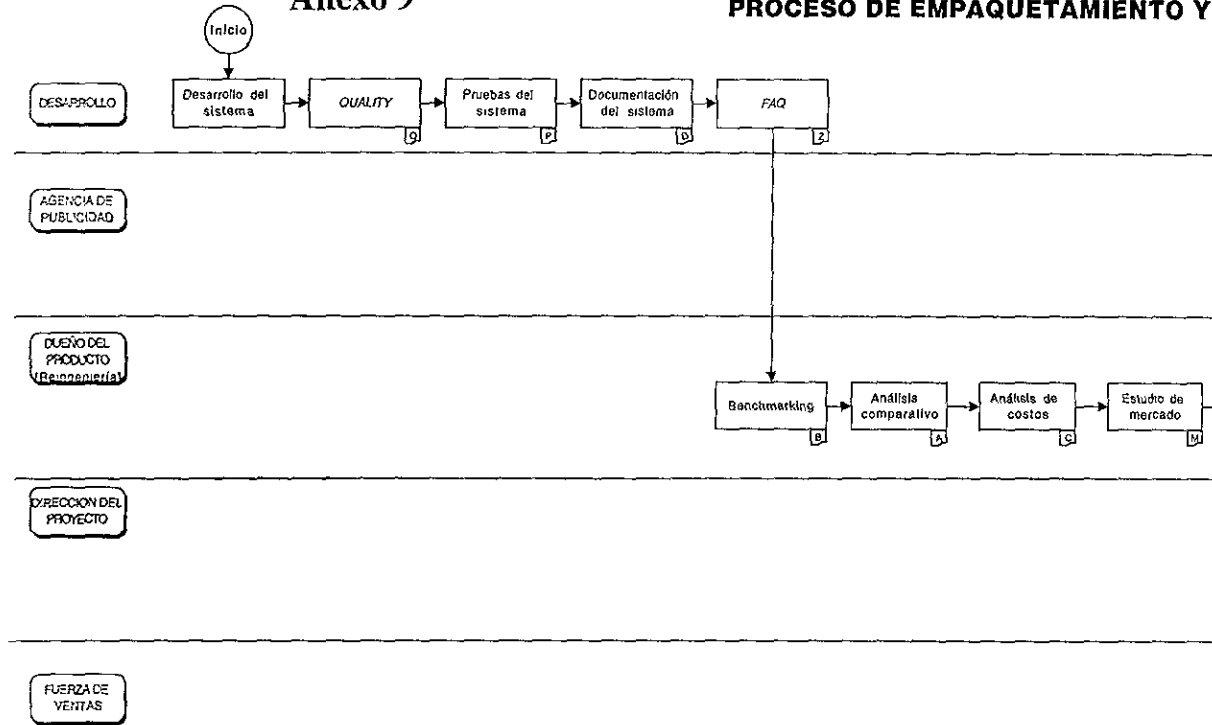 Anexo 9
PROCESO DE EMPAQUETAMIENTO Y
Inicio
DESARROLLO
Desarrollo del
sistema
QUALITY
Q
Pruebas del
sistema
P
Documentación
del sistema
D
FAQ
Z
AGENCIA DE
PUBLICIDAD
DUEÑO DEL
PRODUCTO
(Reingeniería)
Benchmarking
B
Análisis
comparativo
A
Análisis de
costos
C
Estudio de
mercado
M
DIRECCION DEL
PROYECTO
FUERZA DE
VENTAS